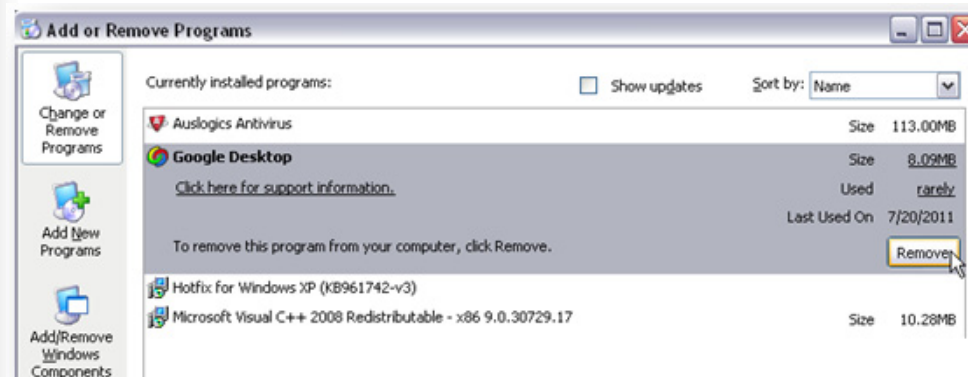 Add or Remove Programs
Change or
Remove
Programs
Currently installed programs:
Show updates
Sort by: Name
Auslogics Antivirus
Size 113.00MB
Google Desktop
Size 8.09MB
Click here for support information.
Used rarely
Last Used On 7/20/2011
To remove this program from your computer, click Remove.
Remove
Add New
Programs
Hotfix for Windows XP (KB961742-v3)
Microsoft Visual C++ 2008 Redistributable - x86 9.0.30729.17
Size 10.28MB
Add/Remove
Windows
Components